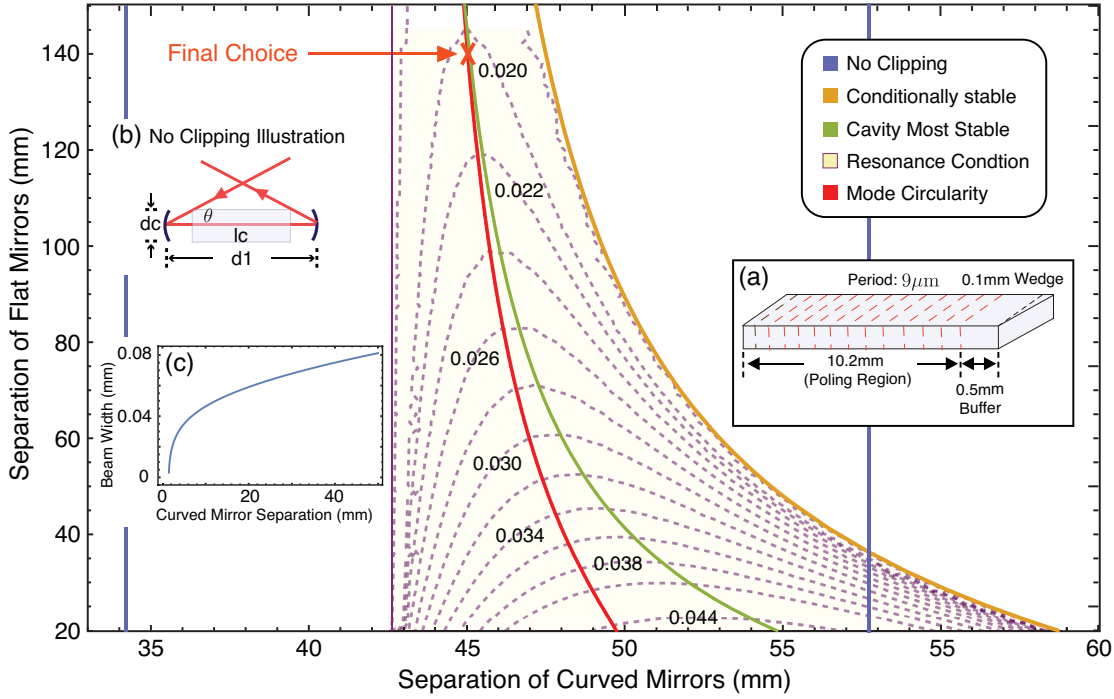 Separation of Flat Mirrors (mm)
140
120
100
80
60
40
20
Final Choice
0.020
0.022
0.026
0.030
0.034
0.038
0.044
No Clipping
Conditionally stable
Cavity Most Stable
Resonance Condtion
Mode Circularity
(b)
No Clipping Illustration
dc
θ
lc
d1
(a)
Period: 9μm
0.1mm Wedge
10.2mm
(Poling Region)
0.5mm
Buffer
(c)
Beam Width (mm)
0.08
0.04
0
0
20
40
Curved Mirror Separation (mm)
35
40
45
50
55
55
60
Separation of Curved Mirrors (mm)